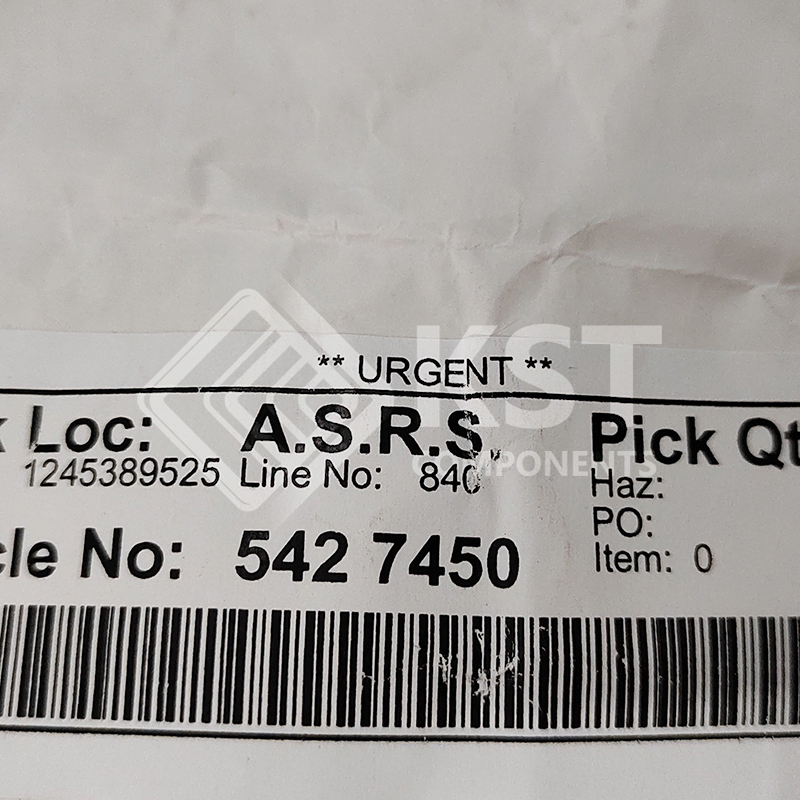 ** URGENT **
k Loc: A.S.R.S. Pick Qt
1245389525 Line No: 840 Haz:
PO:
cle No: 542 7450 Item: 0
KST
COMPONENTS